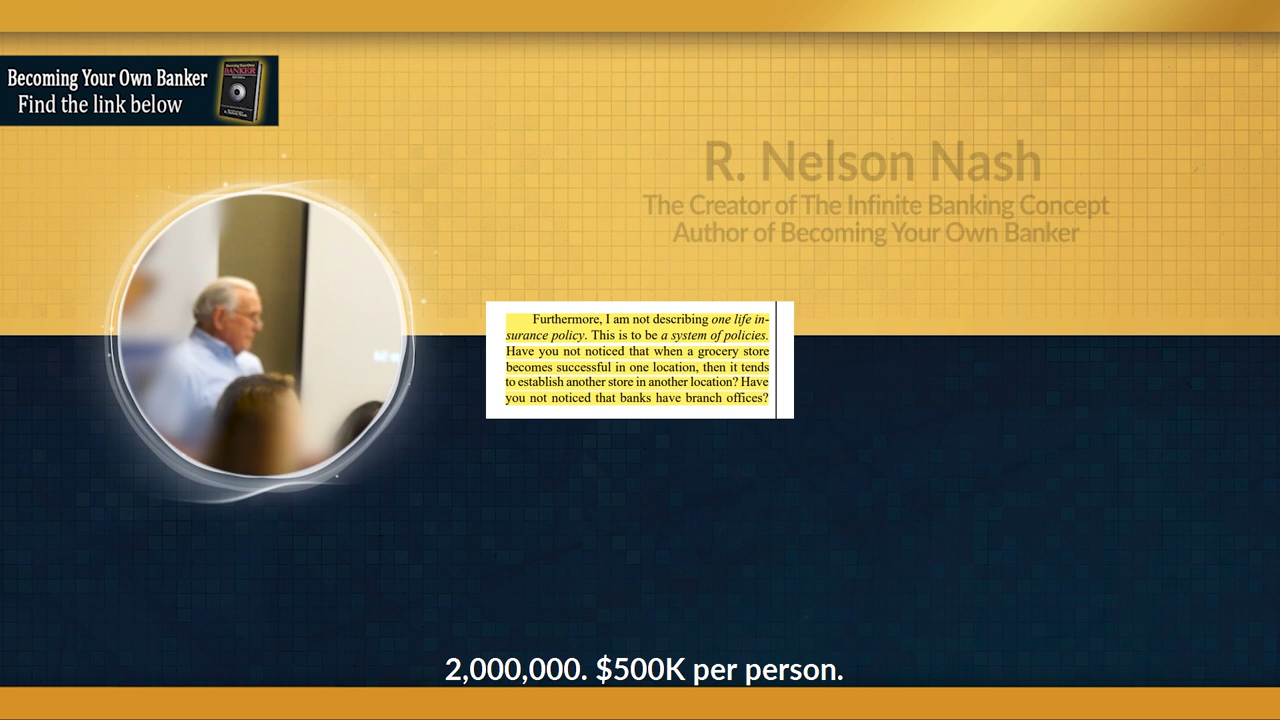 Becoming Your Own Banker
Find the link below
R. Nelson Nash
The Creator of The Infinite Banking Concept
Author of Becoming Your Own Banker
Furthermore, I am not describing one life in-
surance policy. This is to be a system of policies.
Have you not noticed that when a grocery store
becomes successful in one location, then it tends
to establish another store in another location? Have
you not noticed that banks have branch offices?
2,000,000. $500K per person.